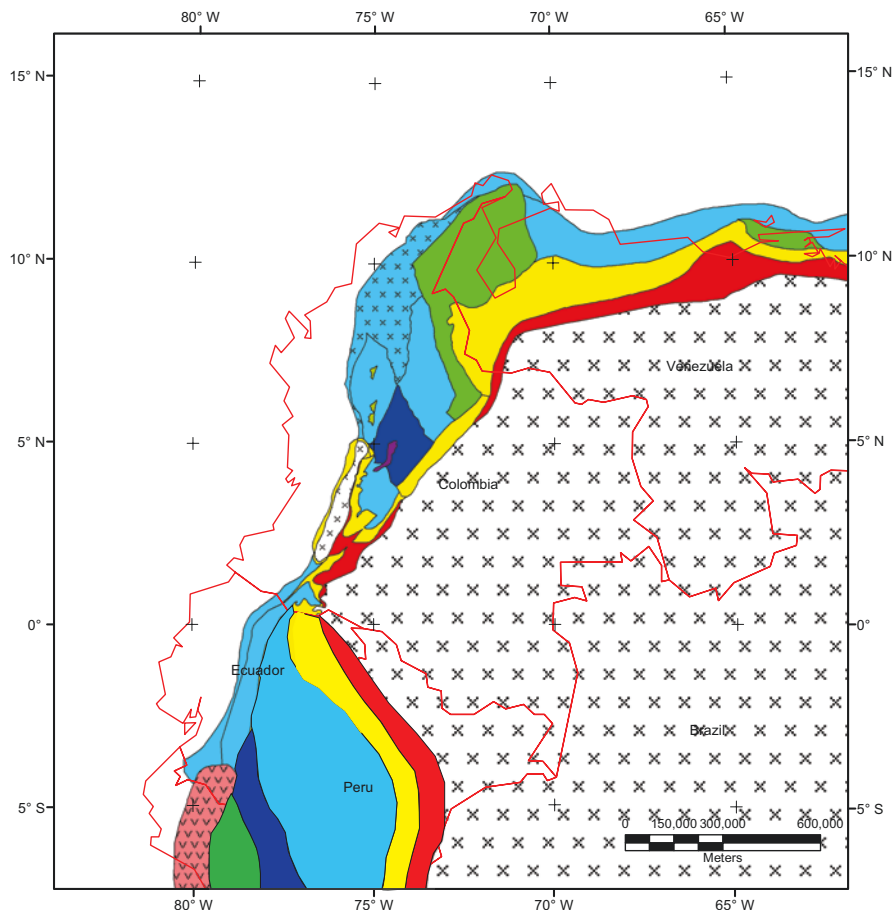 80° W 75° W 70° W 65° W
15° N 15° N
10° N 10° N
Venezuela
5° N 5° N
Colombia
0° 0°
Ecuador
Brazil
Peru
5° S 5° S
0 150,000 300,000 600,000
Meters
80° W 75° W 70° W 65° W